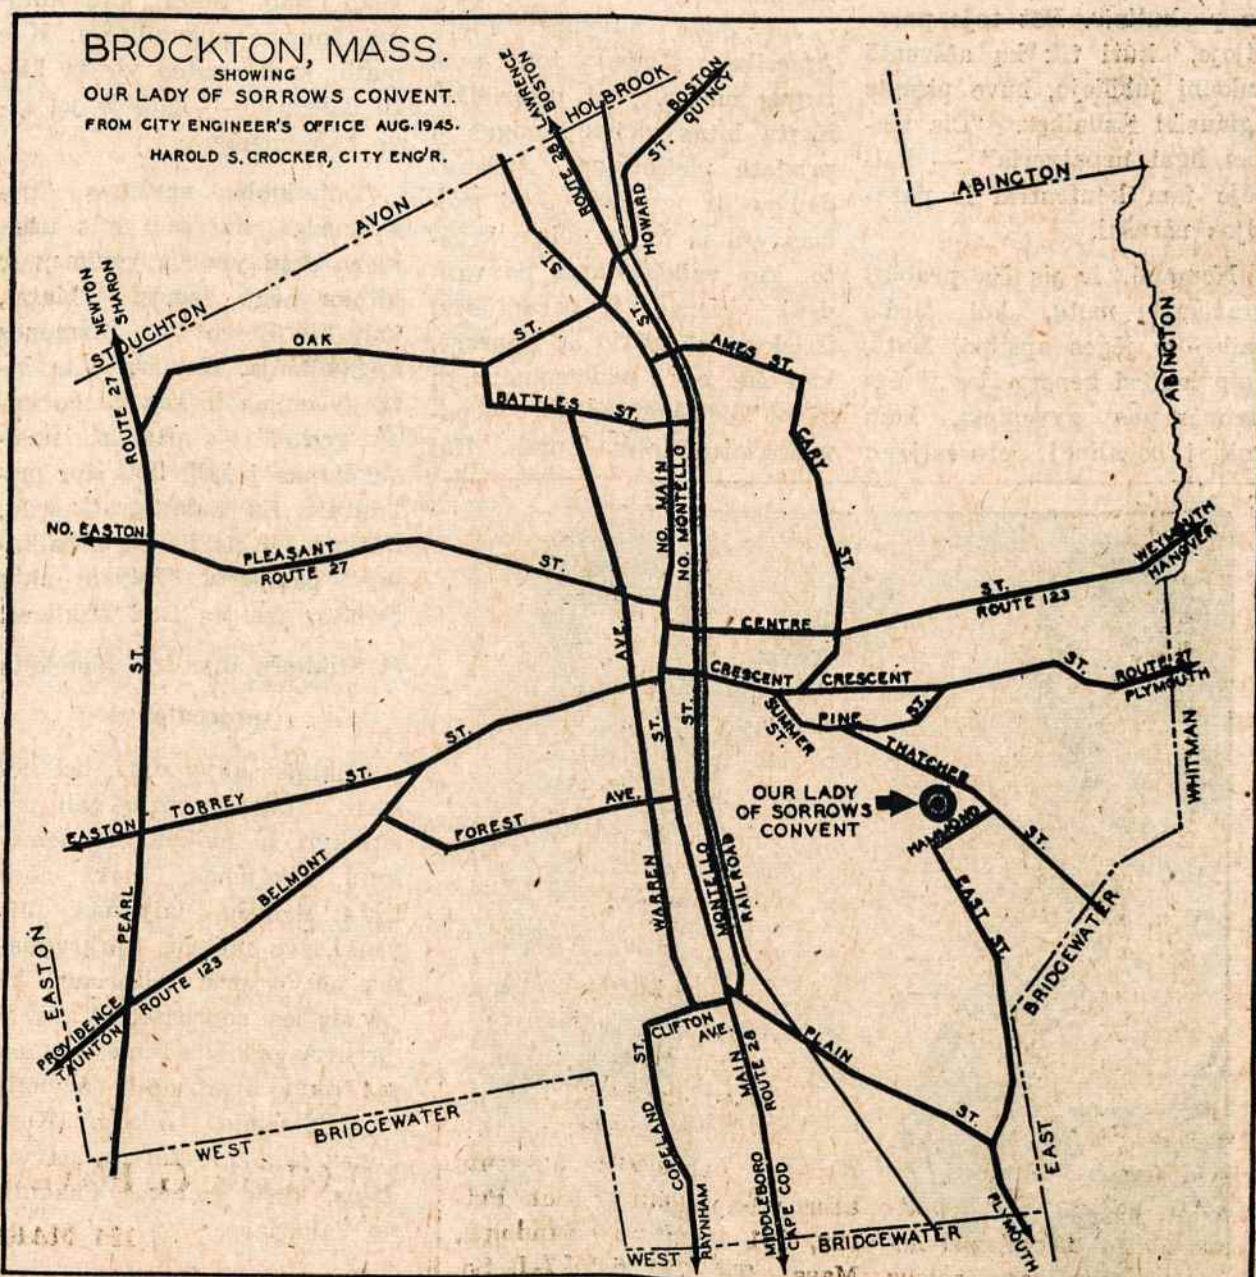 BROCKTON, MASS.
SHOWING
OUR LADY OF SORROWS CONVENT.
FROM CITY ENGINEER'S OFFICE AUG. 1945.
HAROLD S. CROCKER, CITY ENG'R.
LAWRENCE
BOSTON
ROUTE 28
HOLBROOK
BOSTON
QUINCY
HOWARD ST.
ABINGTON
ABINGTON
AVON
STOUGHTON
NEWTON
SHARON
ROUTE 27
OAK ST.
ST.
ST.
BATTLES ST.
AMES ST.
CARY ST.
NO. MAIN
NO. MONTELLO
NO. EASTON
PLEASANT ST.
ROUTE 27
WEYMOUTH
HANOVER
CENTRE ST.
ROUTE 123
CRESCENT
CRESCENT ST.
ROUTE 27
PLYMOUTH
SUMMER
ST.
PINE ST.
THATCHER ST.
WHITMAN
OUR LADY
OF SORROWS
CONVENT
HAMMOND
EAST ST.
AVE.
ST.
ST.
ST.
EASTON
TORREY ST.
ST.
FOREST AVE.
BELMONT
ROUTE 123
PEARL
WARREN
MONTELLO
RAILROAD
EASTON
PROVIDENCE
TAUNTON
CLIFTON
AVE.
ST.
COPELAND
MAIN
ROUTE 28
PLAIN ST.
BRIDGEWATER
EAST
WEST BRIDGEWATER
RAYNHAM
MIDDLEBORO
CAPE COD
WEST BRIDGEWATER
PLYMOUTH